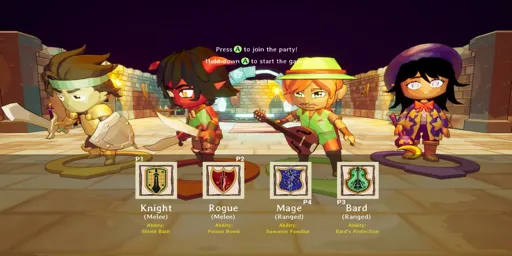 Press A to join the party!
Hold down A to start the ga
P1
P2
P4
P3
Knight
Rogue
Mage
Bard
(Melee)
(Melee)
(Ranged)
(Ranged)
Ability:
Ability:
Ability:
Ability:
Shield Bash
Poison Bomb
Summon Familiar
Bard's Protection